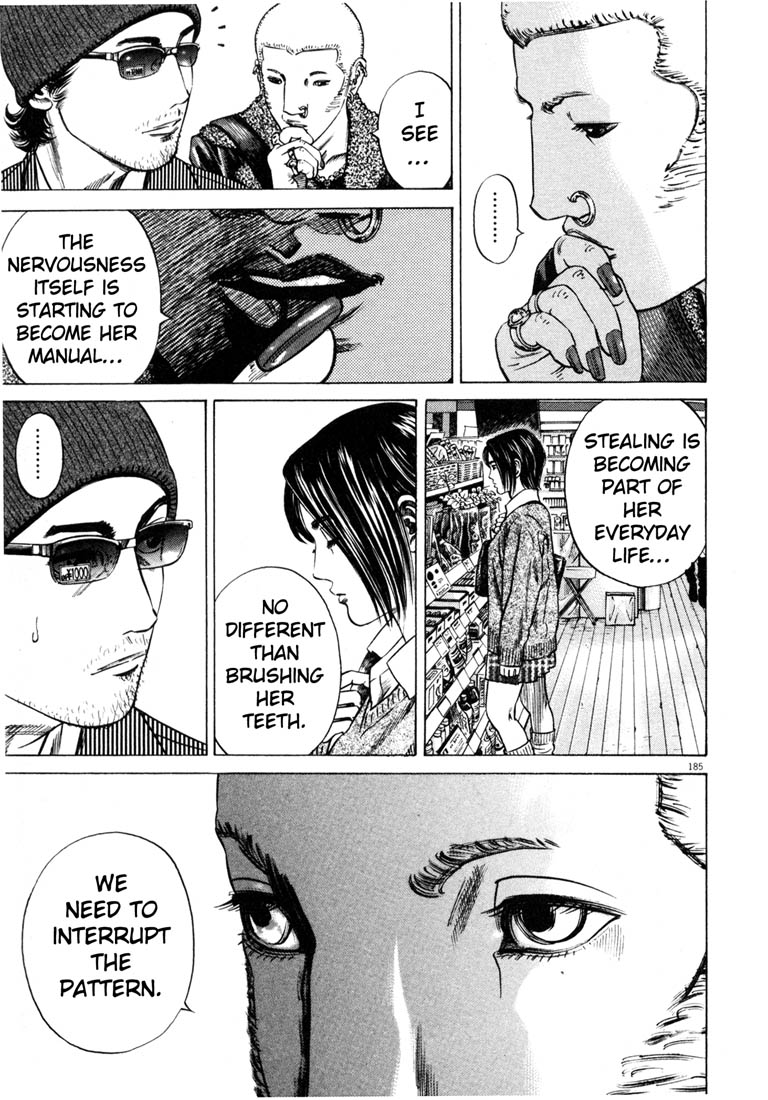 ........
I
SEE
...
THE
NERVOUSNESS
ITSELF IS
STARTING TO
BECOME HER
MANUAL...
STEALING IS
BECOMING
PART OF
HER
EVERYDAY
LIFE...
NO
DIFFERENT
THAN
BRUSHING
HER
TEETH.
........
¥1000
185
WE
NEED TO
INTERRUPT
THE
PATTERN.